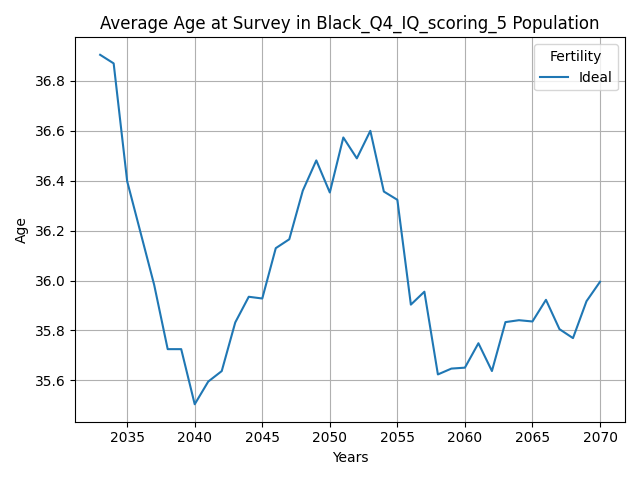 Average Age at Survey in Black_Q4_IQ_scoring_5 Population
Fertility
Ideal
36.8
36.6
36.4
36.2
36.0
35.8
35.6
Age
2035 2040 2045 2050 2055 2060 2065 2070
Years